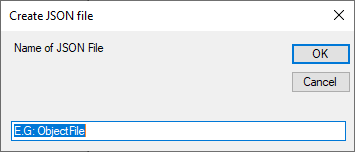 Create JSON file
Name of JSON File
OK
Cancel
E.G: ObjectFile